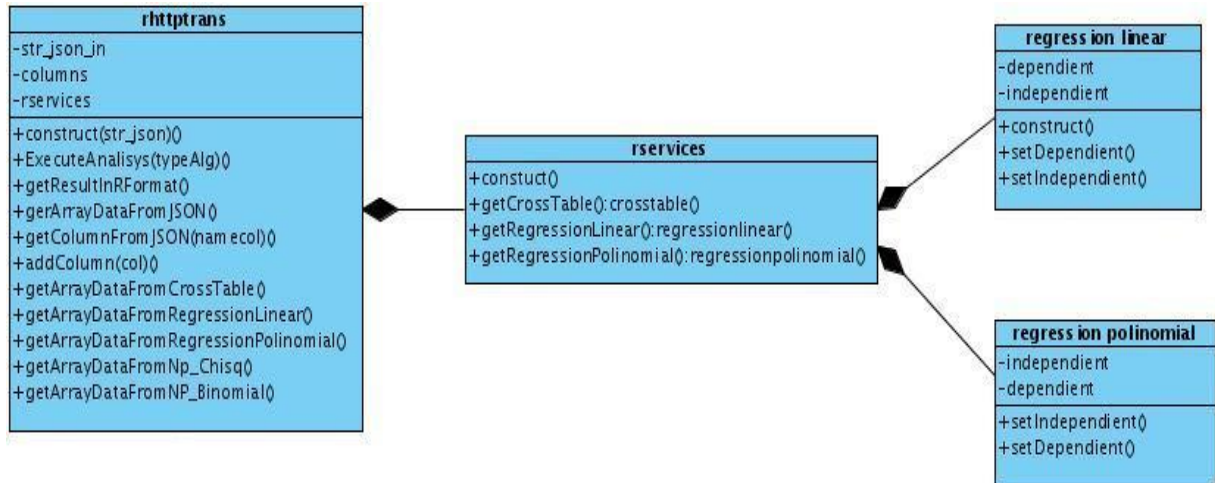 rhttptrans
-str_json_in
-columns
-rservices
+construct(str_json)()
+ExecuteAnalisys(typeAlg)()
+getResultInRFormat()
+gerArrayDataFromJSON()
+getColumnFromJSON(namecol)()
+addColumn(col)()
+getArrayDataFromCrossTable()
+getArrayDataFromRegressionLinear()
+getArrayDataFromRegressionPolinomial()
+getArrayDataFromNp_Chisq()
+getArrayDataFromNP_Binomial()
rservices
+constuct()
+getCrossTable():crosstable()
+getRegressionLinear():regressionlinear()
+getRegressionPolinomial():regressionpolinomial()
regression linear
-dependient
-independient
+construct()
+setDependient()
+setIndependient()
regression polinomial
-independient
-dependient
+setIndependient()
+setDependient()